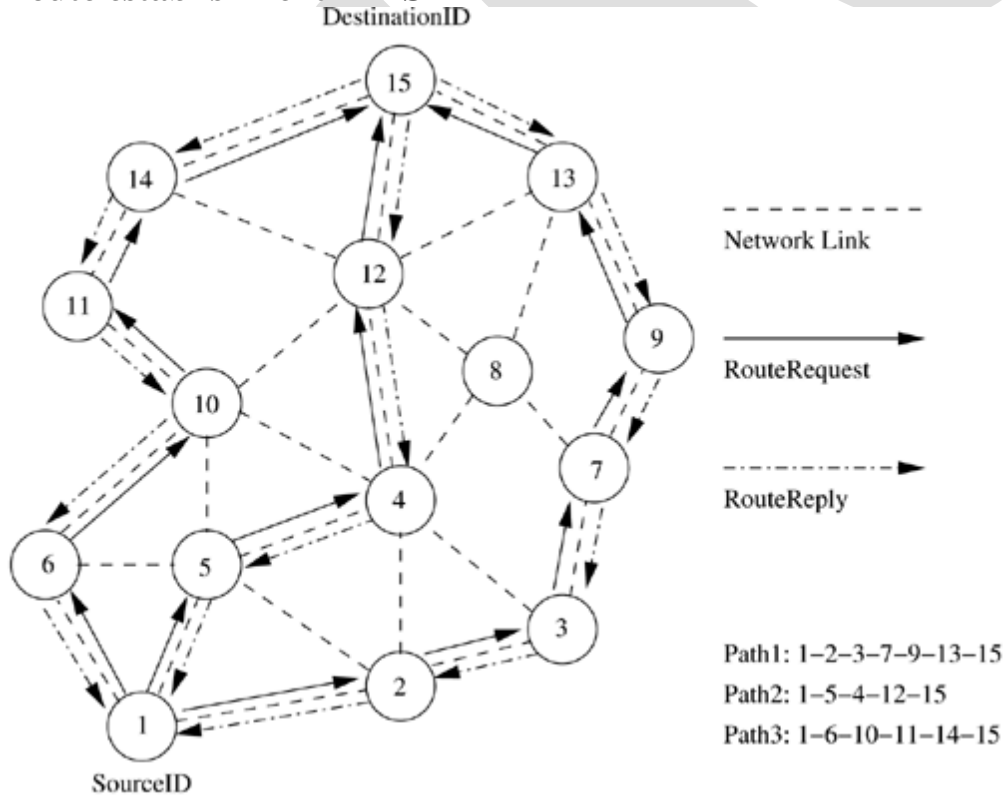 DestinationID
15
14
13
Network Link
12
11
9
8
RouteRequest
10
7
4
RouteReply
6
5
3
Path1: 1–2–3–7–9–13–15
2
Path2: 1–5–4–12–15
1
Path3: 1–6–10–11–14–15
SourceID